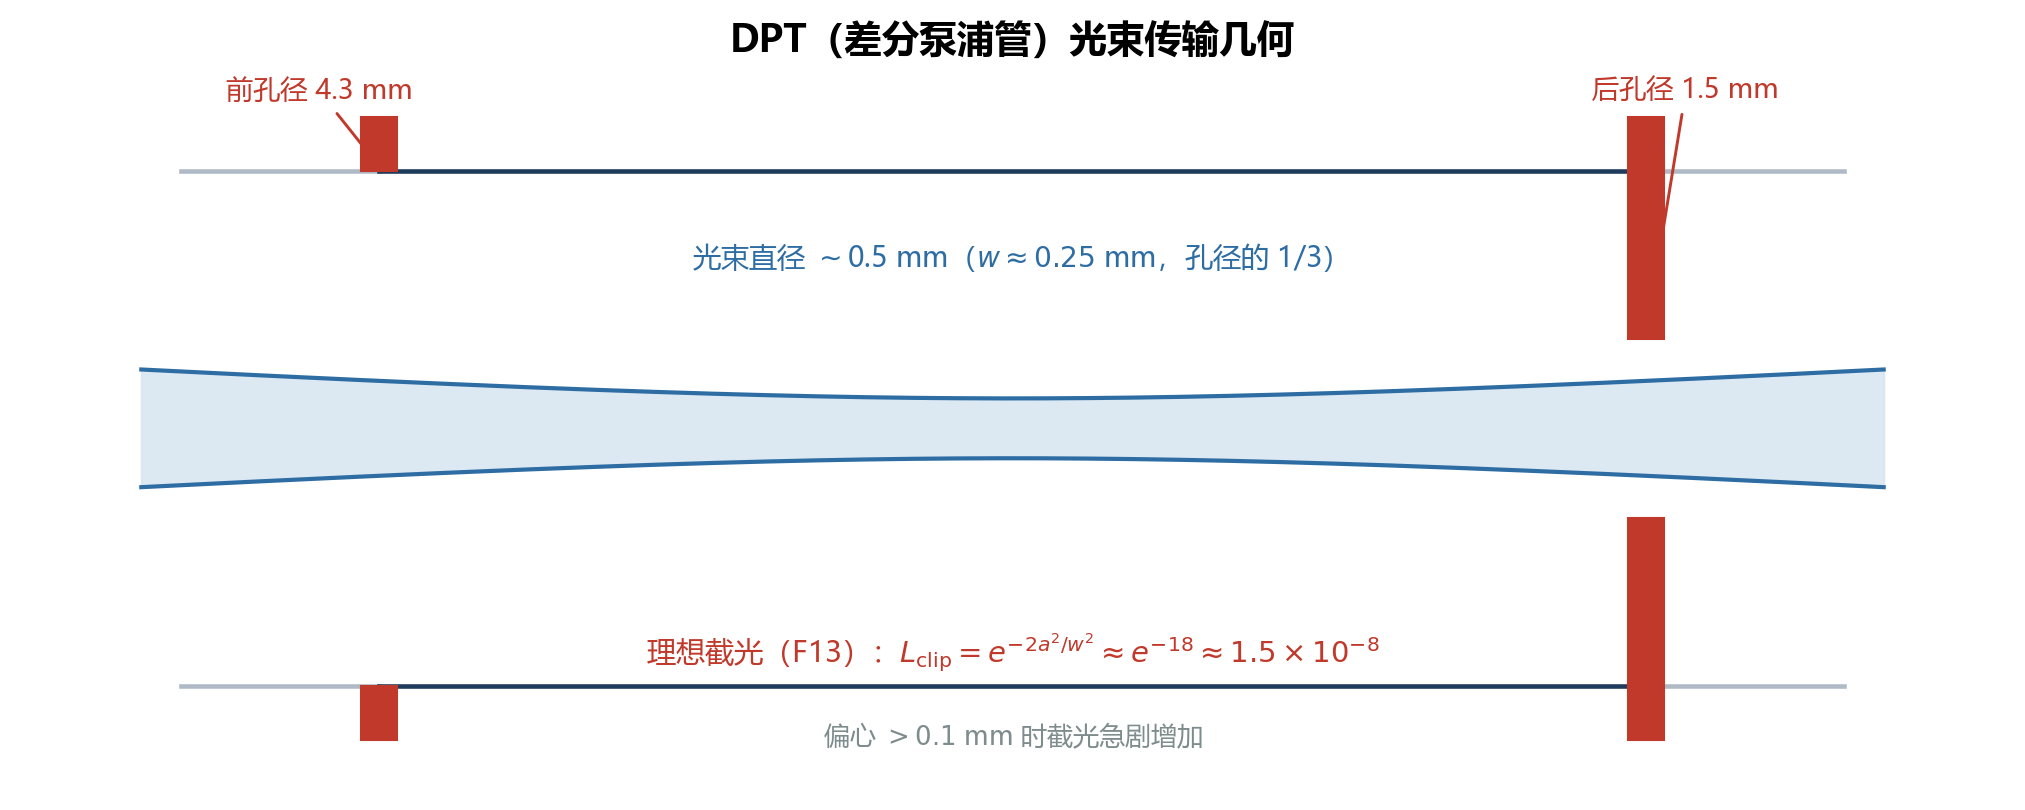 DPT（差分泵浦管）光束传输几何
前孔径 4.3 mm
后孔径 1.5 mm
光束直径 ~ 0.5 mm（w ≈ 0.25 mm，孔径的 1/3）
理想截光（F13）：L_clip = e^{-2a²/w²} ≈ e^{-18} ≈ 1.5 × 10^{-8}
偏心 > 0.1 mm 时截光急剧增加